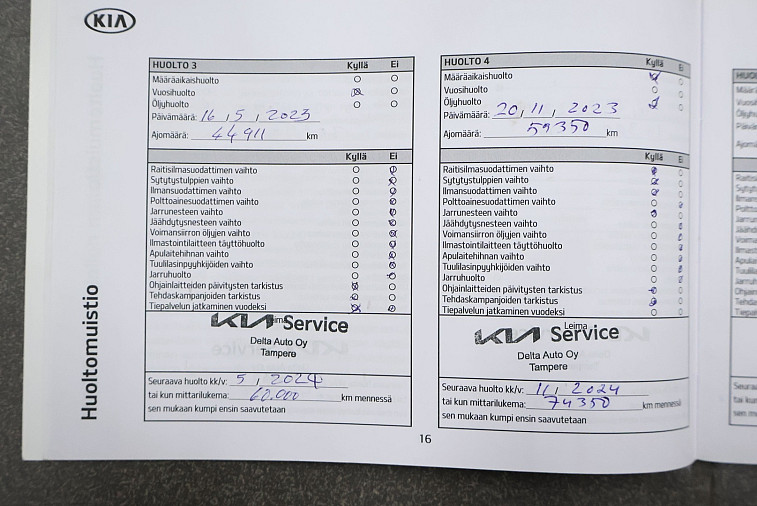 KIA
HUOLTO 3 Kyllä Ei
Määräaikaishuolto
Vuosihuolto
Öljyhuolto
Päivämäärä: 16, 5, 2023
Ajomäärä: 44911 km
Kyllä Ei
Raitisilmasuodattimen vaihto
Sytytystulppien vaihto
Ilmansuodattimen vaihto
Polttoainesuodattimen vaihto
Jarrunesteen vaihto
Jäähdytysnesteen vaihto
Voimansiirron öljyjen vaihto
Ilmastointilaitteen täyttöhuolto
Apulaitehihnan vaihto
Tuulilasinpyyhkijöiden vaihto
Jarruhuolto
Ohjainlaitteiden päivitysten tarkistus
Tehdaskampanjoiden tarkistus
Tiepalvelun jatkaminen vuodeksi
Leima
KIA Service
Delta Auto Oy
Tampere
Seuraava huolto kk/v: 5, 2024
tai kun mittarilukema: 60.000 km mennessä
sen mukaan kumpi ensin saavutetaan
HUOLTO 4 Kyllä Ei
Määräaikaishuolto
Vuosihuolto
Öljyhuolto
Päivämäärä: 20, 11, 2023
Ajomäärä: 59350 km
Kyllä Ei
Raitisilmasuodattimen vaihto
Sytytystulppien vaihto
Ilmansuodattimen vaihto
Polttoainesuodattimen vaihto
Jarrunesteen vaihto
Jäähdytysnesteen vaihto
Voimansiirron öljyjen vaihto
Ilmastointilaitteen täyttöhuolto
Apulaitehihnan vaihto
Tuulilasinpyyhkijöiden vaihto
Jarruhuolto
Ohjainlaitteiden päivitysten tarkistus
Tehdaskampanjoiden tarkistus
Tiepalvelun jatkaminen vuodeksi
Leima
KIA Service
Delta Auto Oy
Tampere
Seuraava huolto kk/v: 11, 2024
tai kun mittarilukema: 74350 km mennessä
sen mukaan kumpi ensin saavutetaan
Huoltomuistio
16